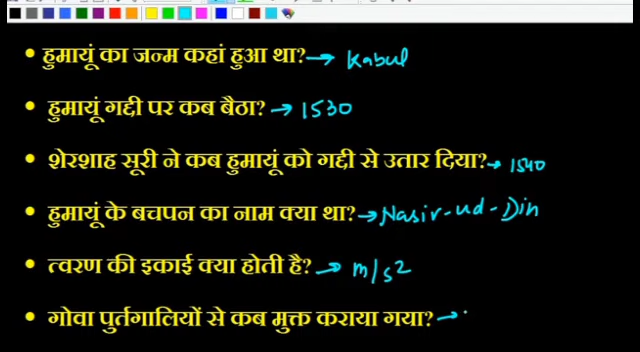 हुमायूं का जन्म कहां हुआ था? → Kabul
हुमायूं गद्दी पर कब बैठा? → 1530
शेरशाह सूरी ने कब हुमायूं को गद्दी से उतार दिया? → 1540
हुमायूं के बचपन का नाम क्या था? → Nasir-ud-Din
त्वरण की इकाई क्या होती है? → m/s2
गोवा पुर्तगालियों से कब मुक्त कराया गया? →